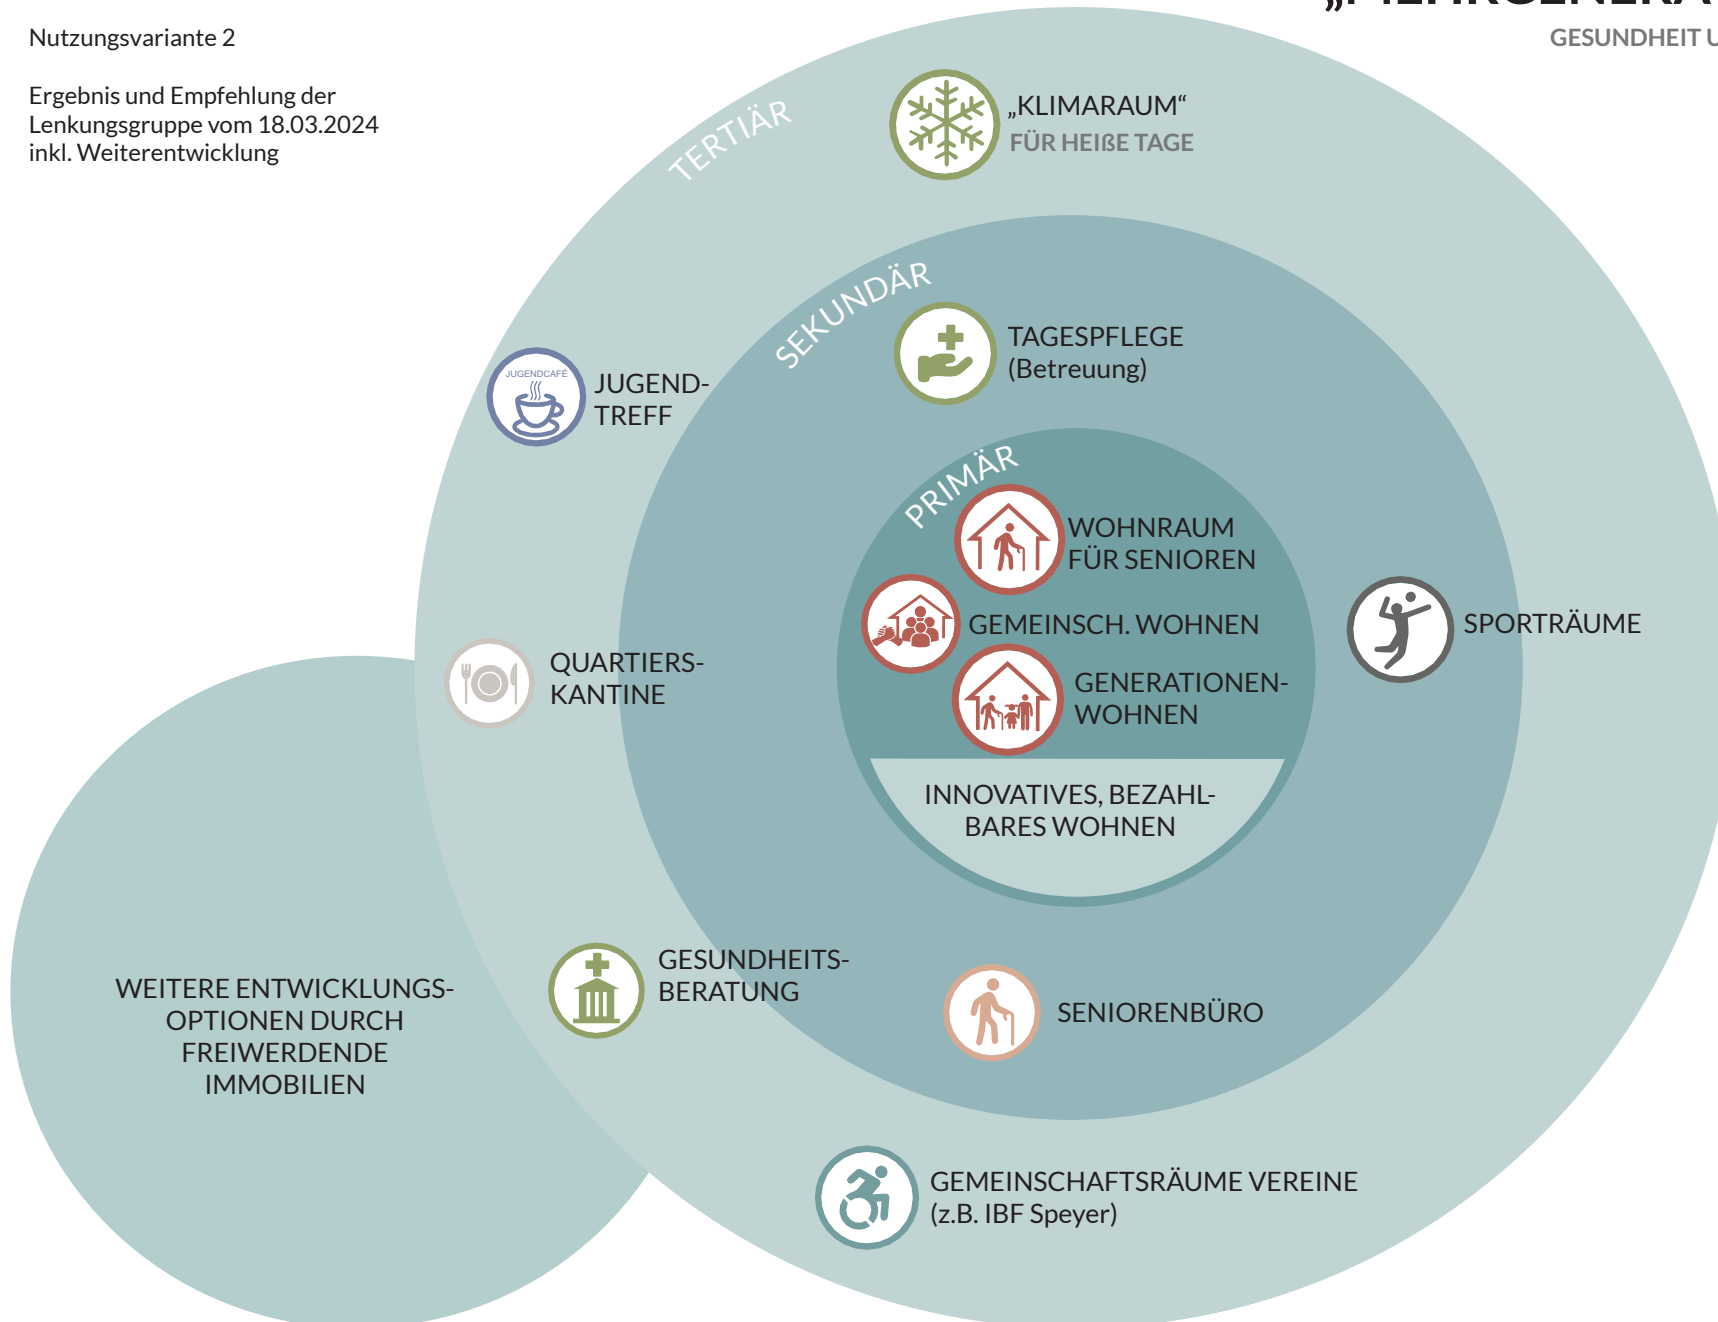 Nutzungsvariante 2
Ergebnis und Empfehlung der
Lenkungsgruppe vom 18.03.2024
inkl. Weiterentwicklung
GESUNDHEIT U
TERTIÄR
„KLIMARAUM“
FÜR HEIßE TAGE
SEKUNDÄR
TAGESPFLEGE
(Betreuung)
JUGENDCAFÉ
JUGEND-
TREFF
PRIMÄR
WOHNRAUM
FÜR SENIOREN
GEMEINSCH. WOHNEN
SPORTRÄUME
QUARTIERS-
KANTINE
GENERATIONEN-
WOHNEN
INNOVATIVES, BEZAHL-
BARES WOHNEN
GESUNDHEITS-
BERATUNG
WEITERE ENTWICKLUNGS-
OPTIONEN DURCH
FREIWERDENDE
IMMOBILIEN
SENIORENBÜRO
GEMEINSCHAFTSRÄUME VEREINE
(z.B. IBF Speyer)